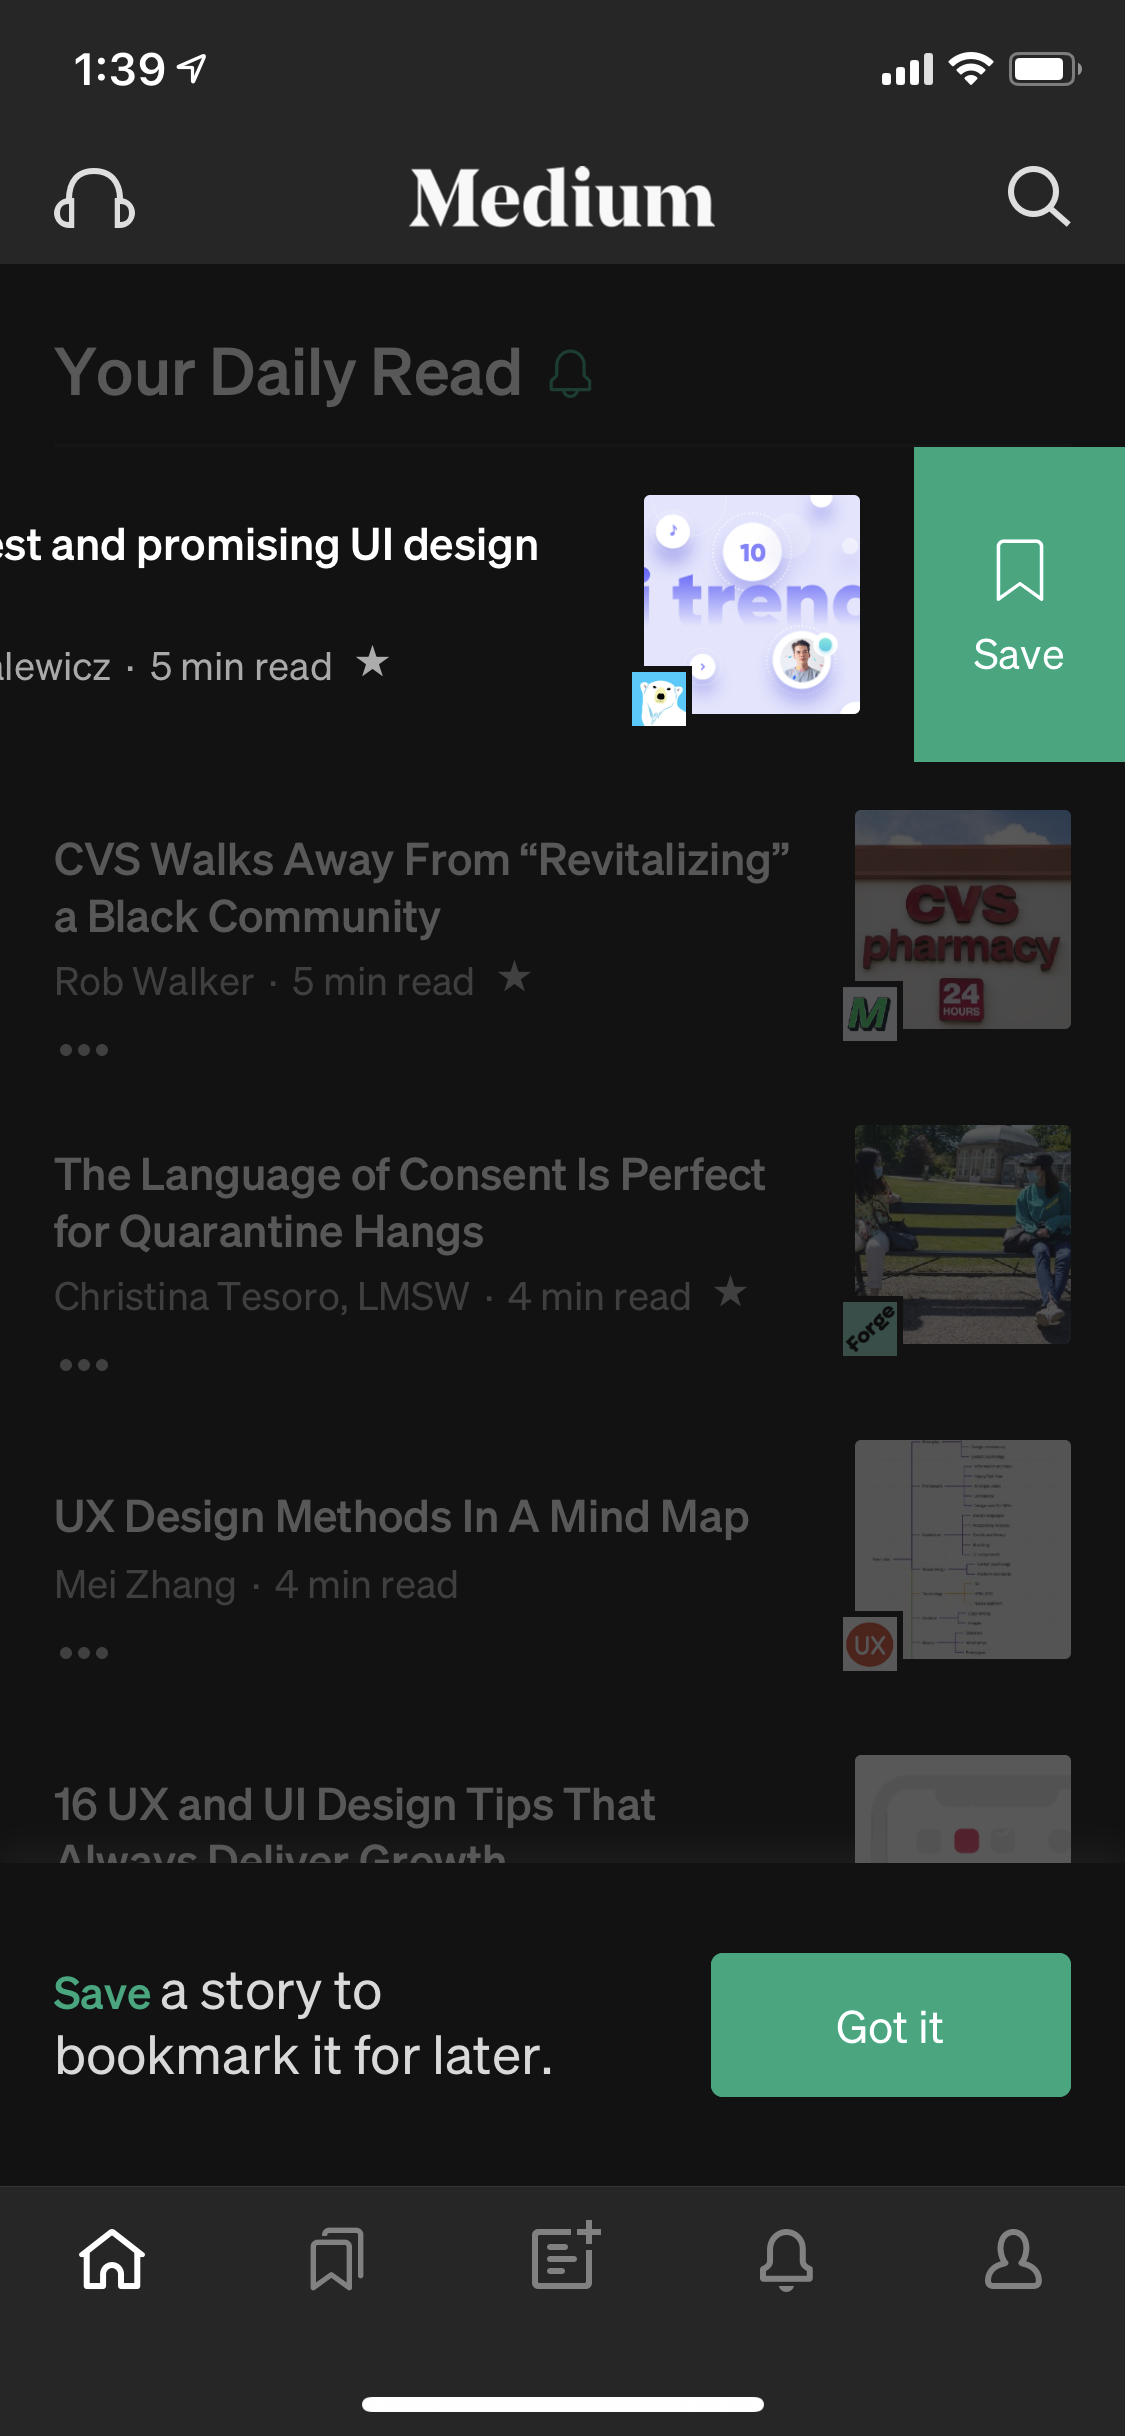 1:39
Medium
Your Daily Read
est and promising UI design
alewicz · 5 min read ★
10
i trend
Save
CVS Walks Away From “Revitalizing”
a Black Community
Rob Walker · 5 min read ★
CVS
pharmacy
24
HOURS
M
The Language of Consent Is Perfect
for Quarantine Hangs
Christina Tesoro, LMSW · 4 min read ★
Forge
UX Design Methods In A Mind Map
Mei Zhang · 4 min read
UX
16 UX and UI Design Tips That
Always Deliver Growth
Save a story to
bookmark it for later.
Got it